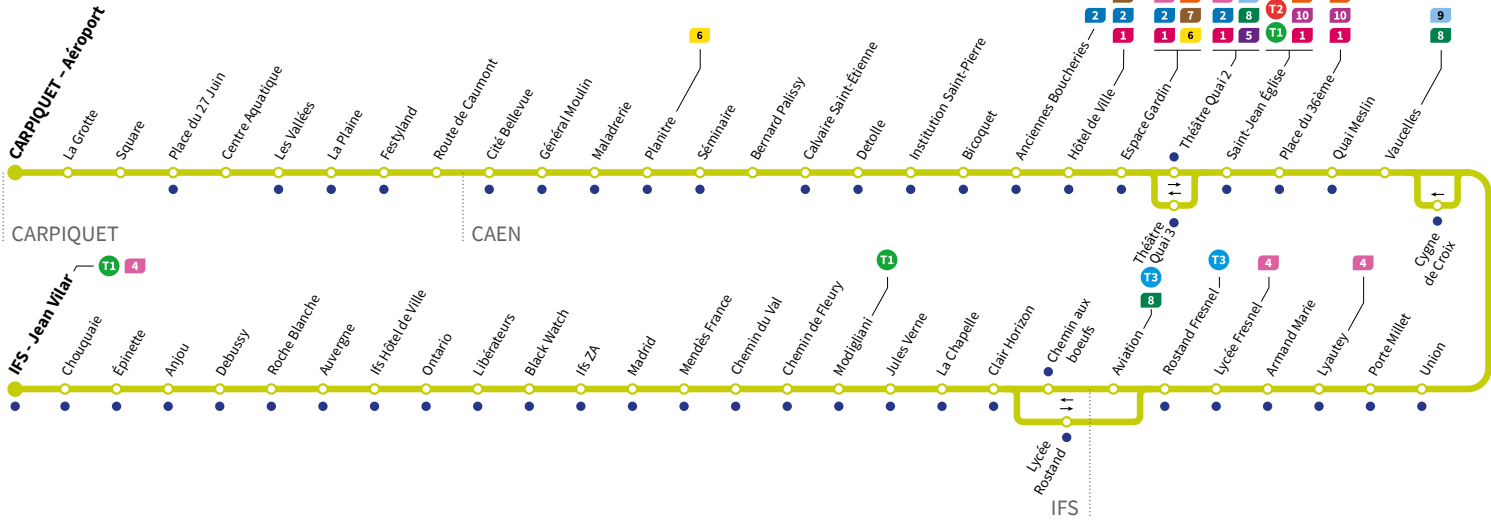 CARPIQUET – Aéroport
La Grotte
Square
Place du 27 Juin
Centre Aquatique
Les Vallées
La Plaine
Festyland
Route de Caumont
Cité Bellevue
Général Moulin
Maladrerie
Planitre
6
Séminaire
Bernard Palissy
Calvaire Saint-Étienne
Detolle
Institution Saint-Pierre
Bicoquet
Anciennes Boucheries
2
Hôtel de Ville
2
1
Espace Gardin
2 7
1 6
Théâtre Quai 2
2 8
1 5
Saint-Jean Église
T2 10
T1 1
Place du 36ème
10
1
Quai Meslin
Vaucelles
9
8
CARPIQUET
CAEN
Théâtre
Quai 3
Cygne
de Croix
IFS - Jean Vilar
T1 4
Chouquaie
Épinette
Anjou
Debussy
Roche Blanche
Auvergne
Ifs Hôtel de Ville
Ontario
Libérateurs
Black Watch
Ifs ZA
Madrid
Mendès France
Chemin du Val
Chemin de Fleury
Modigliani
T1
Jules Verne
La Chapelle
Clair Horizon
Chemin aux
boeufs
Aviation
T3
8
Rostand Fresnel
T3
Lycée Fresnel
4
Armand Marie
Lyautey
4
Porte Millet
Union
Lycée
Rostand
IFS